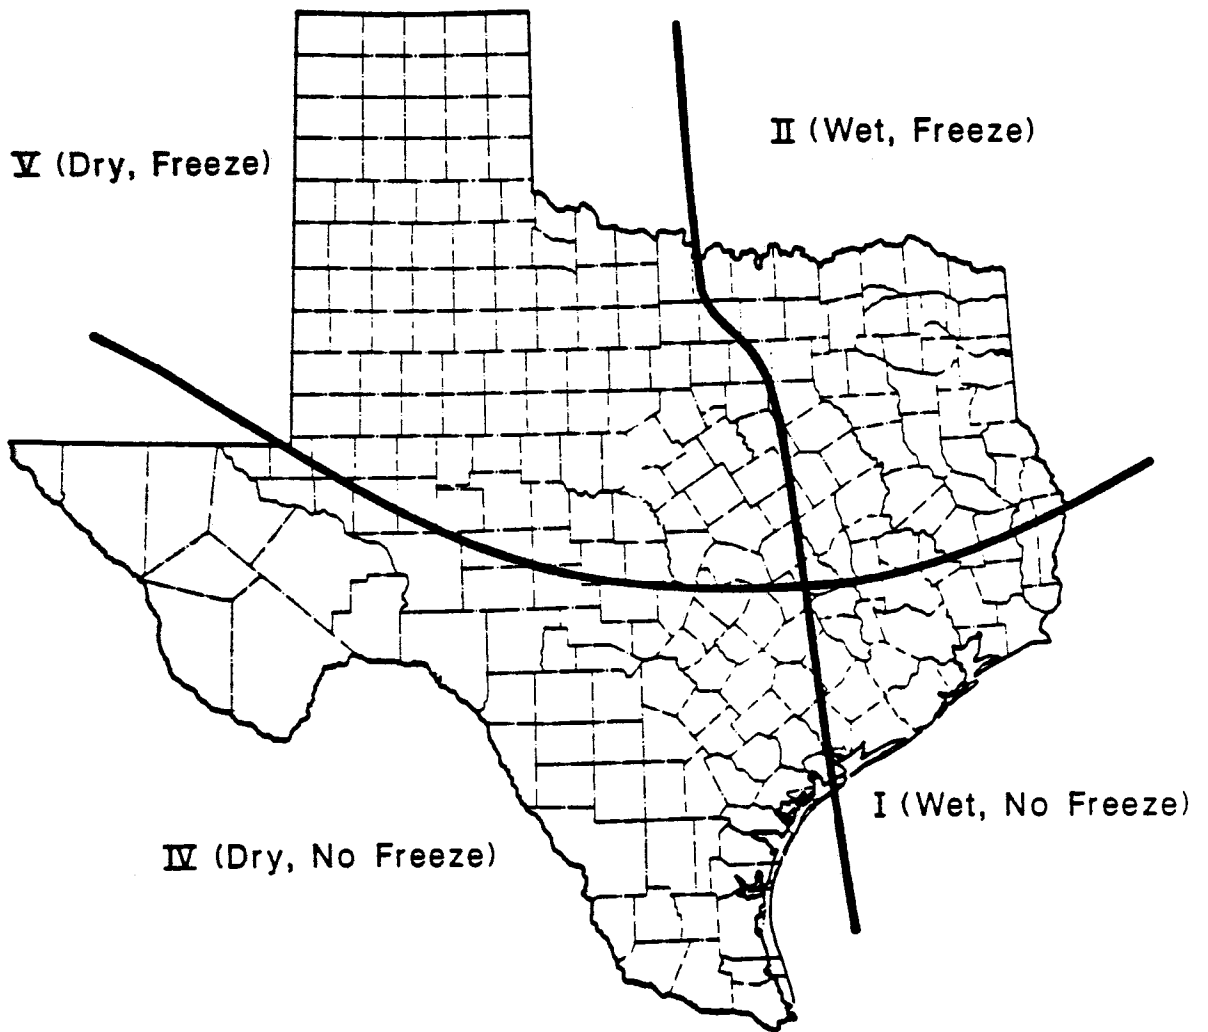 II (Wet, Freeze)
V (Dry, Freeze)
I (Wet, No Freeze)
IV (Dry, No Freeze)